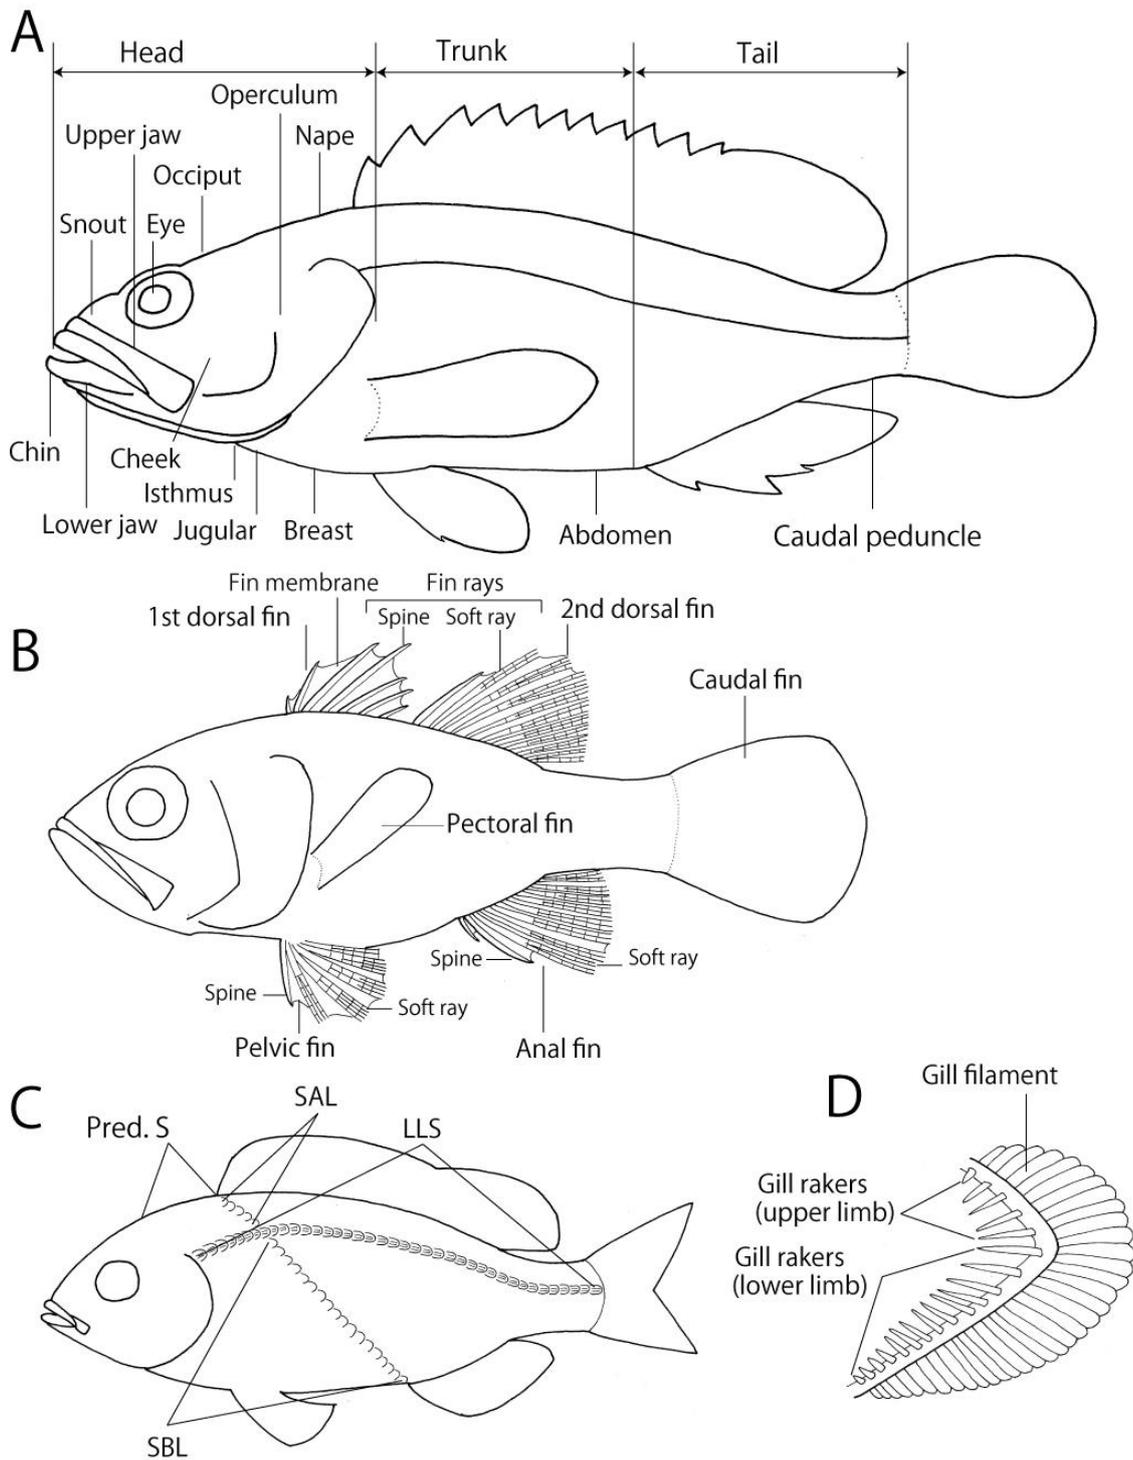 A
Head
Trunk
Tail
Operculum
Upper jaw
Nape
Occiput
Snout
Eye
Chin
Cheek
Isthmus
Lower jaw
Jugular
Breast
Abdomen
Caudal peduncle
B
Fin membrane
Fin rays
1st dorsal fin
Spine
Soft ray
2nd dorsal fin
Caudal fin
Pectoral fin
Spine
Soft ray
Spine
Soft ray
Pelvic fin
Anal fin
C
SAL
Pred. S
LLS
SBL
D
Gill filament
Gill rakers
(upper limb)
Gill rakers
(lower limb)